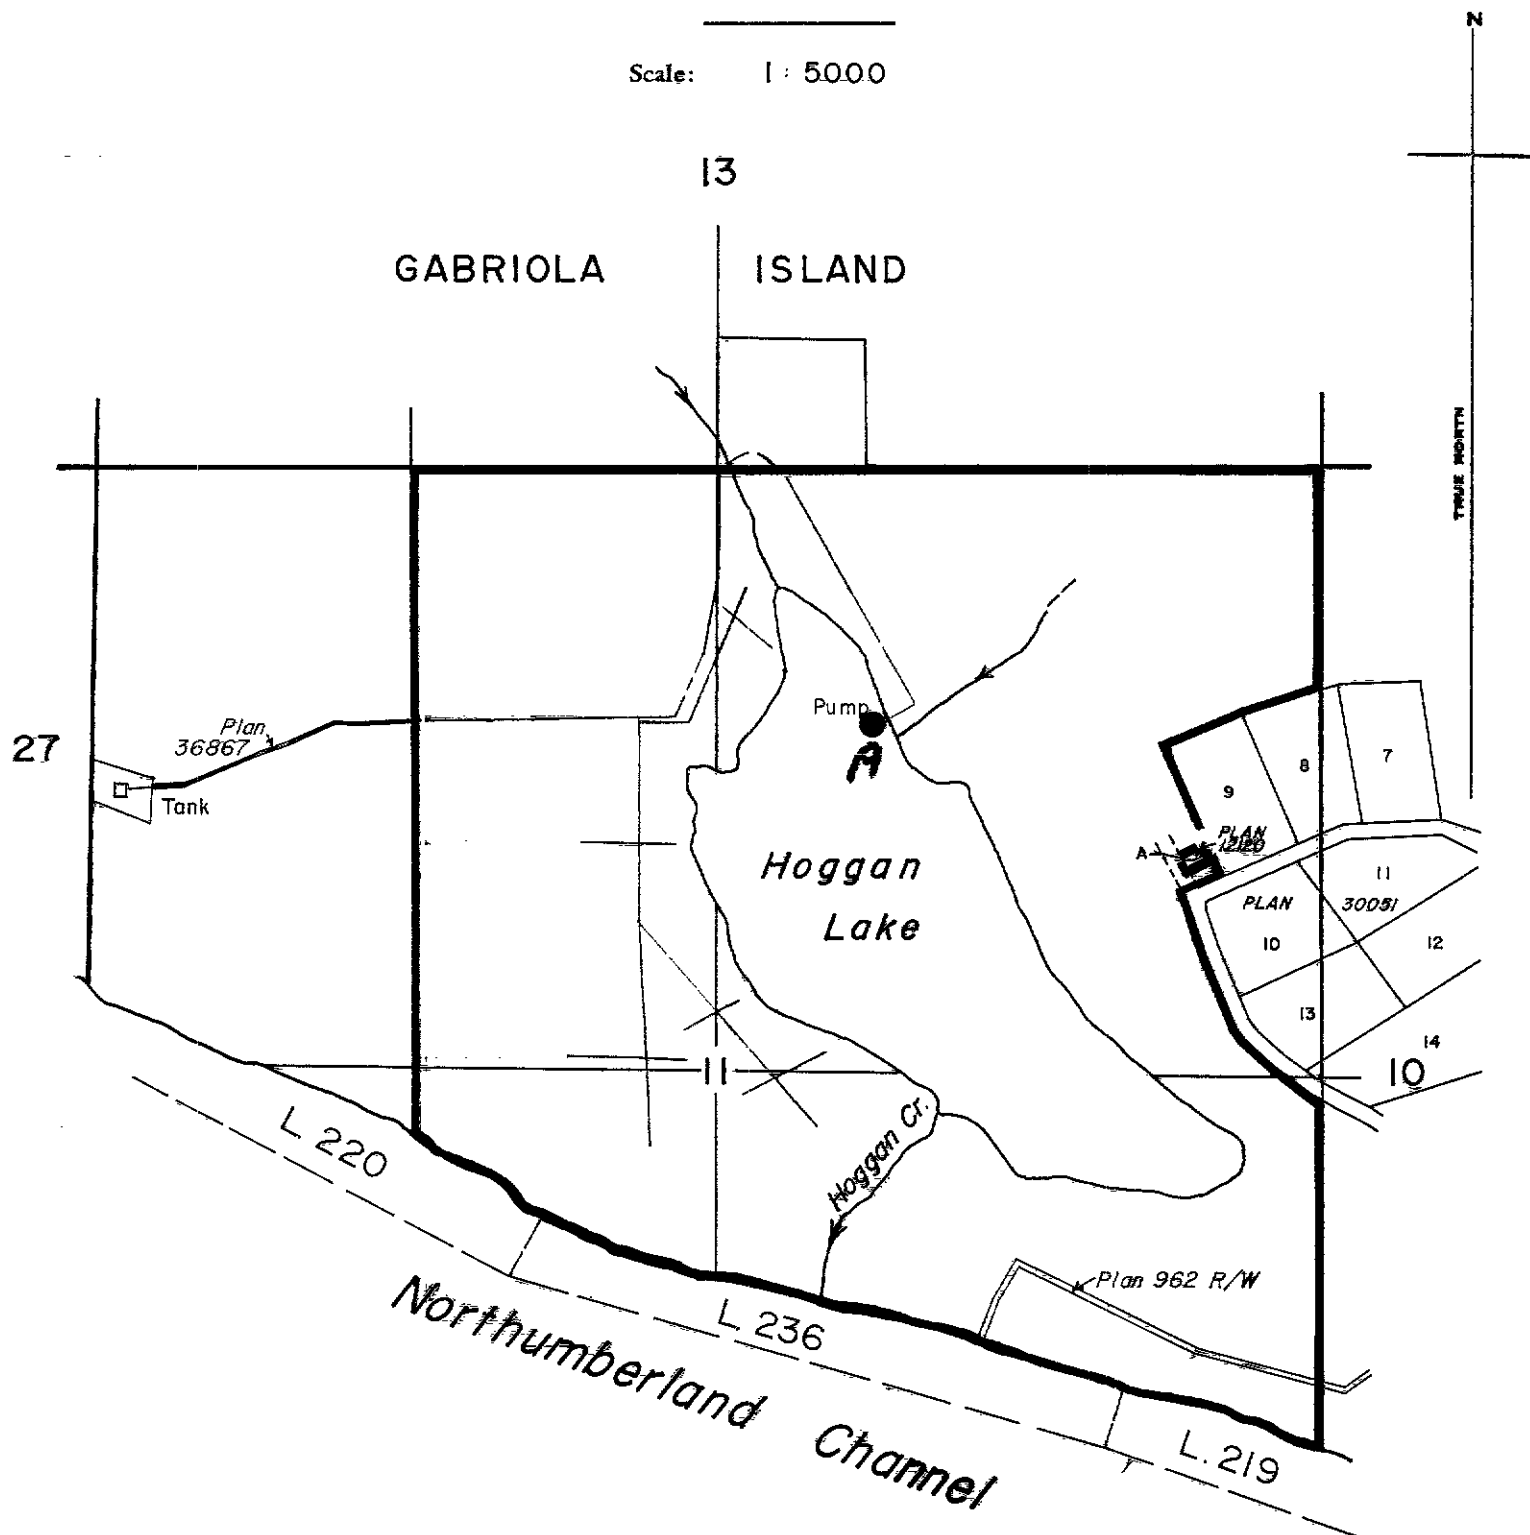 N
Scale: 1 : 5000
13
GABRIOLA ISLAND
TRUE NORTH
Pump
A
Plan
36867
27
Tank
7
8
9
PLAN
12120
A
Hoggan
Lake
11
PLAN 30051
10
12
13
14
11
10
Hoggan Cr.
L. 220
Plan 962 R/W
L. 236
Northumberland Channel
L. 219